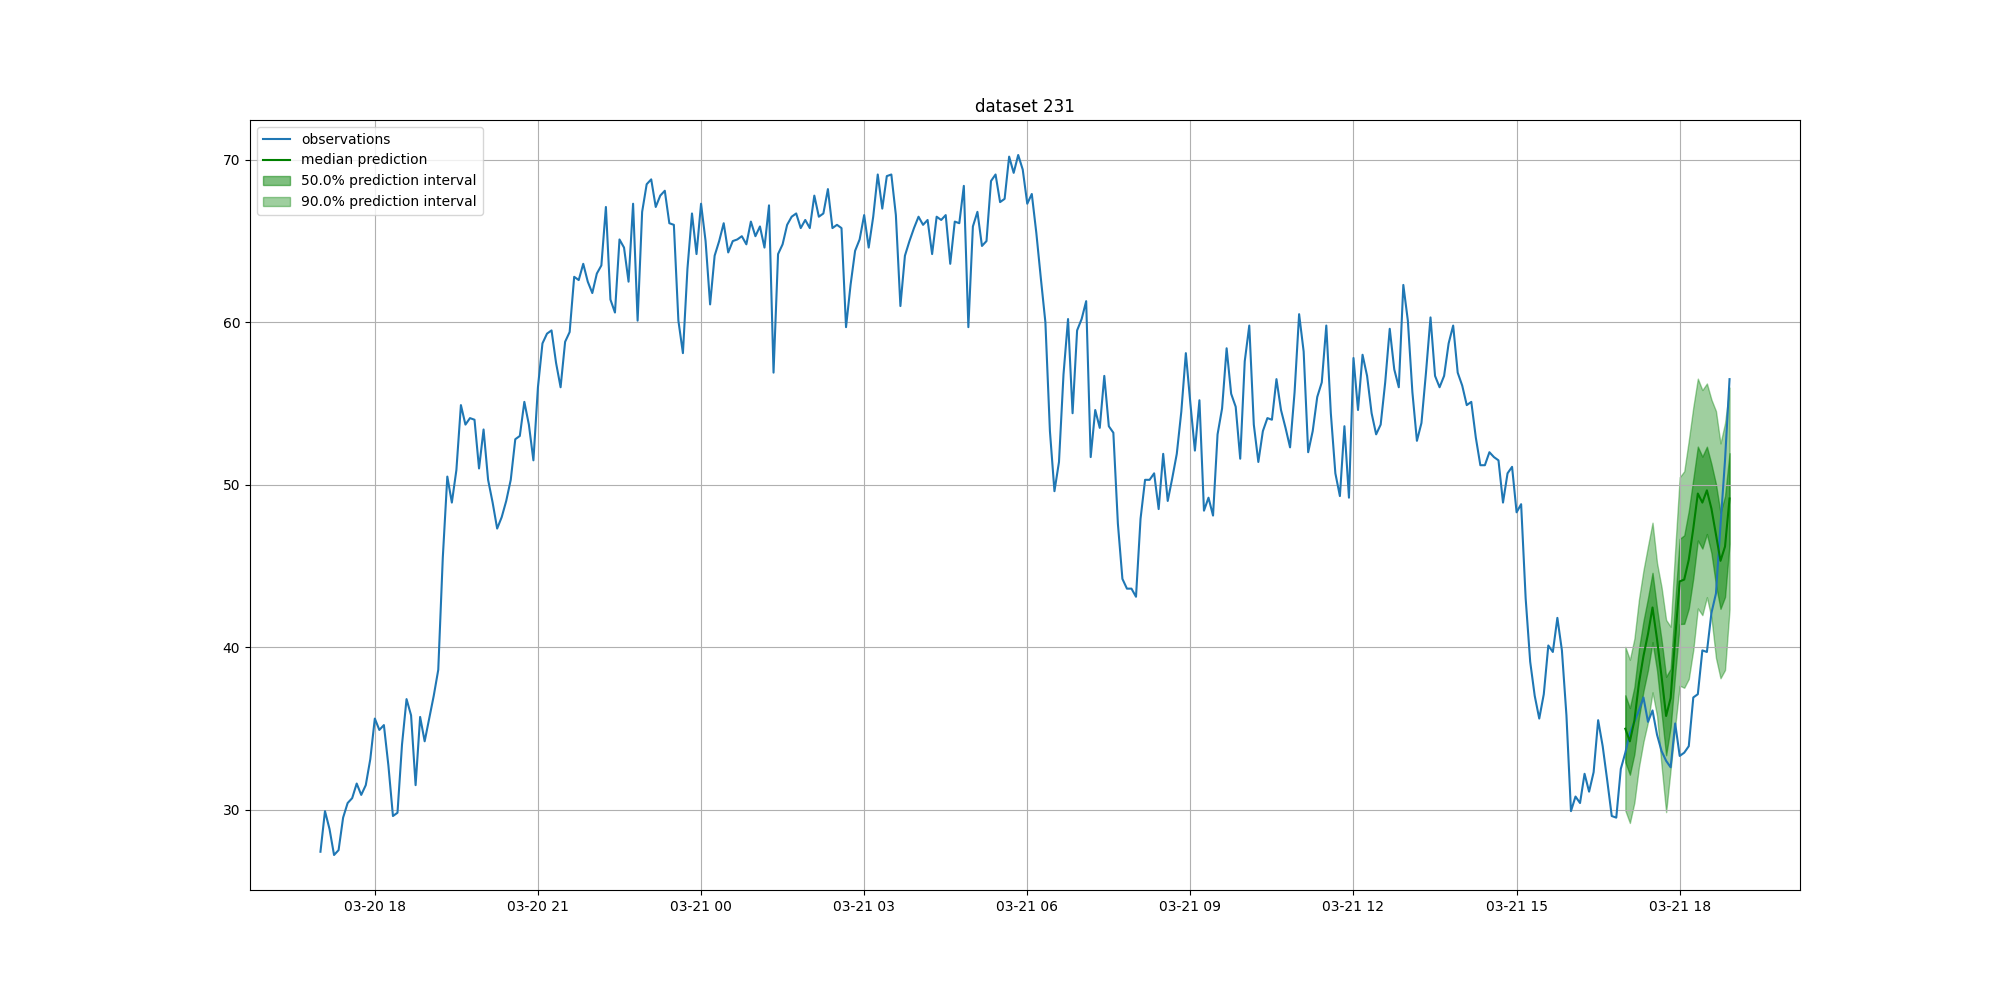 dataset 231
observations
median prediction
50.0% prediction interval
90.0% prediction interval
70
60
50
40
30
03-20 18
03-20 21
03-21 00
03-21 03
03-21 06
03-21 09
03-21 12
03-21 15
03-21 18